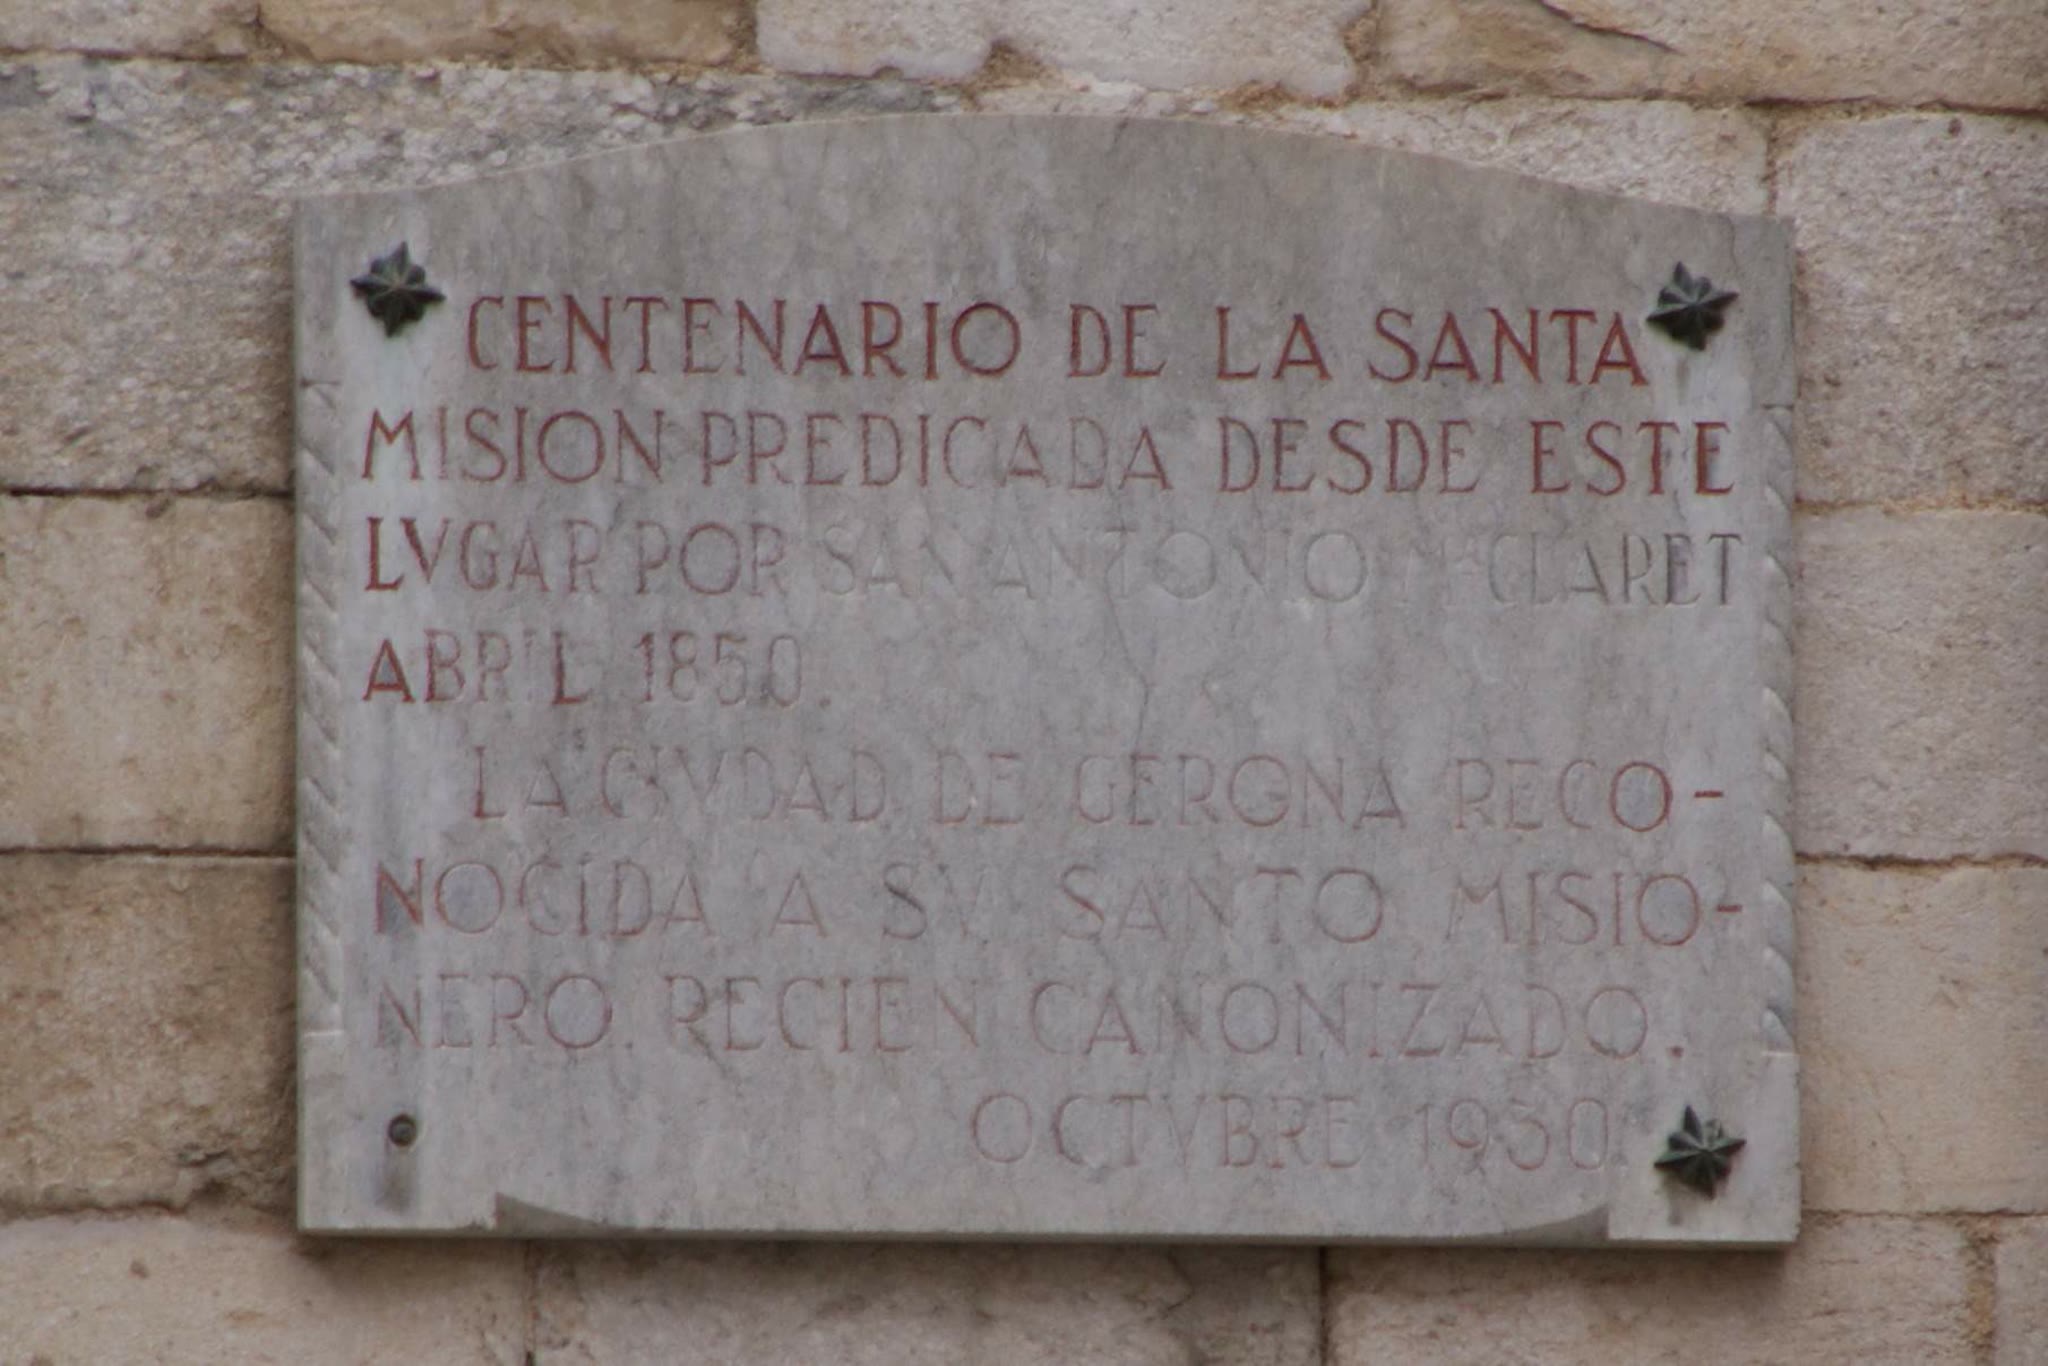 CENTENARIO DE LA SANTA
MISION PREDICADA DESDE ESTE
LVGAR POR SAN ANTONIO Mª CLARET
ABRIL 1850.
LA CIVDAD DE GERONA RECO-
NOCIDA A SV SANTO MISIO-
NERO. RECIEN CANONIZADO.
OCTVBRE 1950.